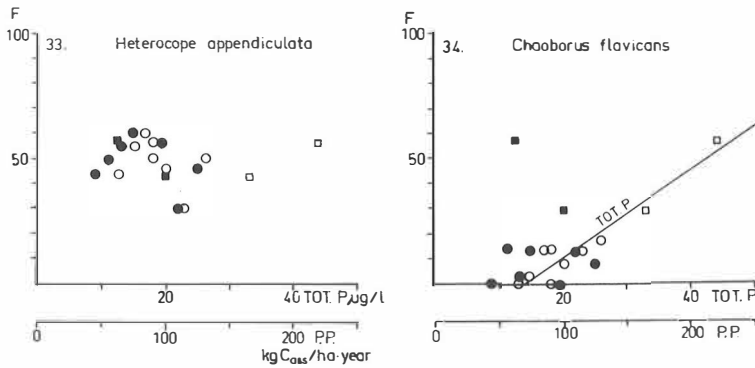 F
100
33. Heterocope appendiculata
50
20 40 TOT. P µg/l
0 100 200 P.P.
kg C ass /ha·year
F
100
34. Chaoborus flavicans
50
TOT. P
20 40 TOT. P
0 100 200
P.P.